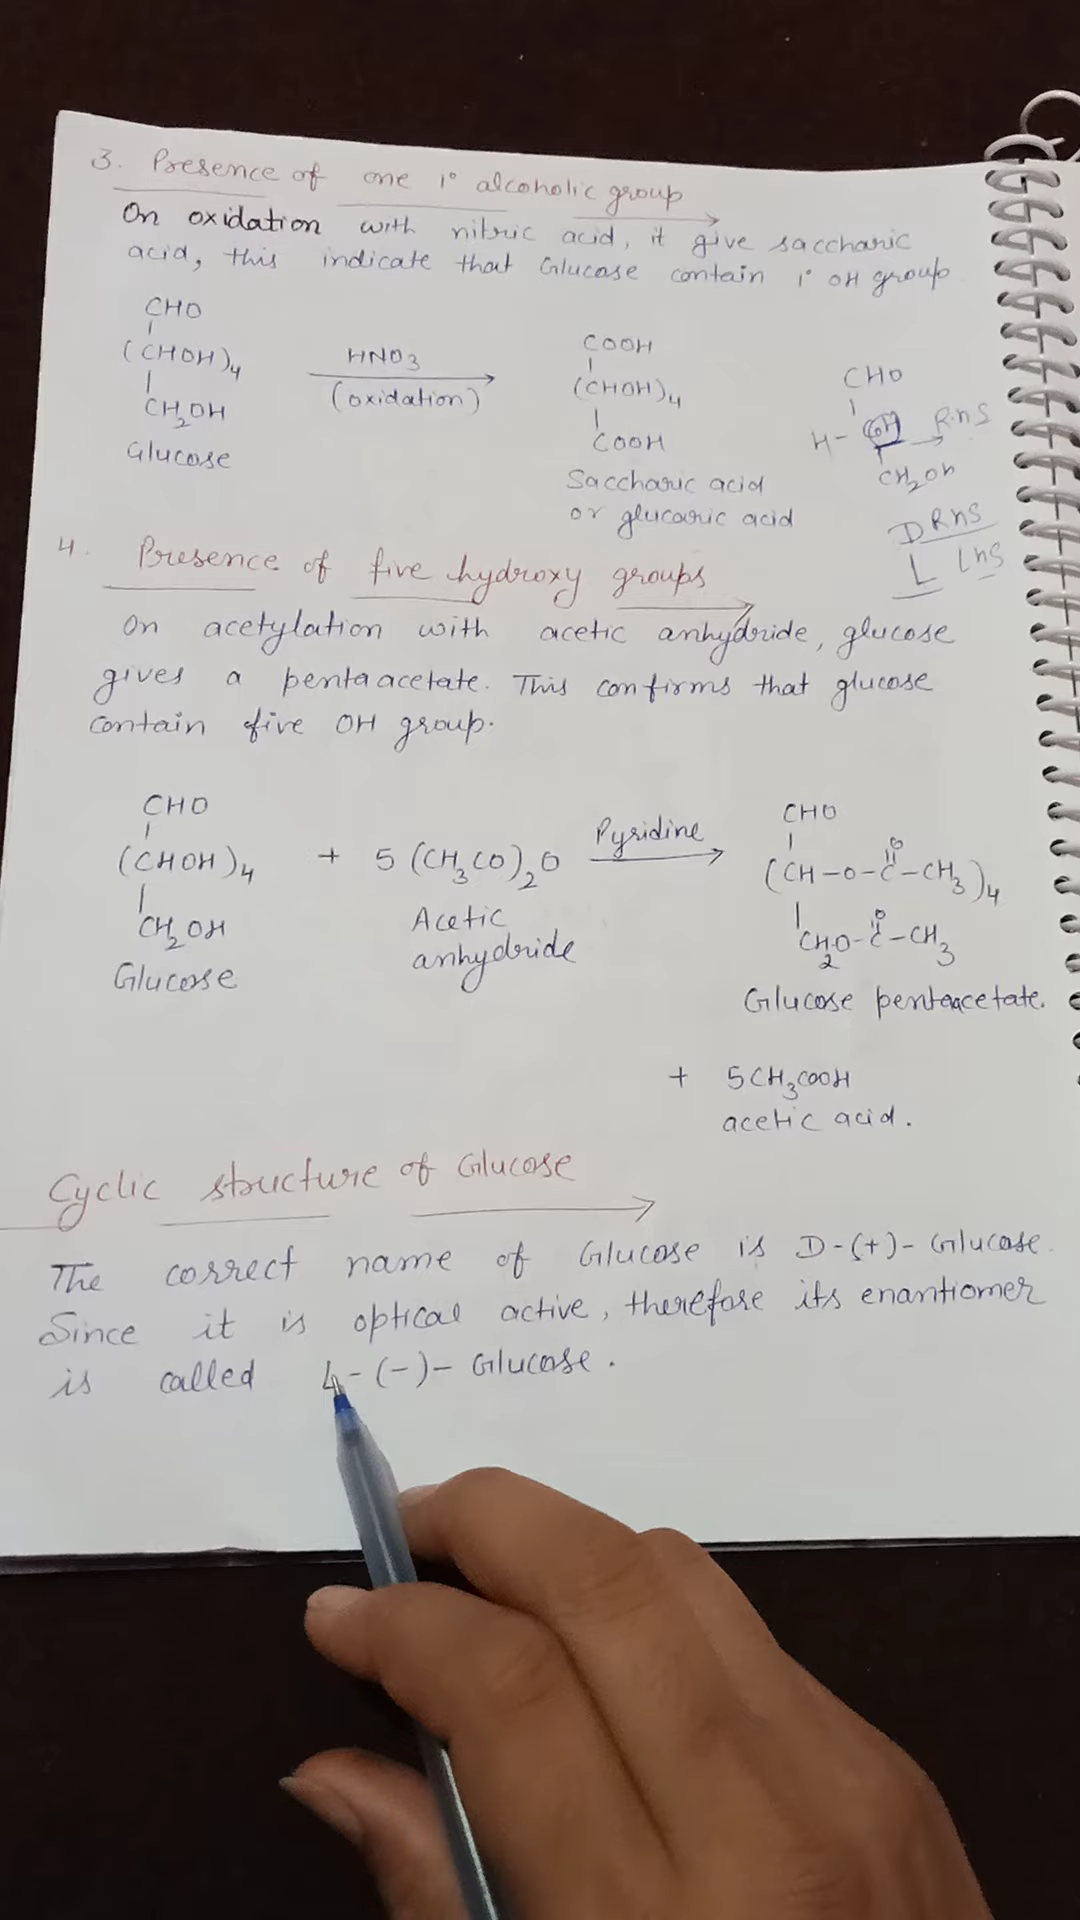 3. Presence of one 1° alcoholic group
On oxidation with nitric acid, it give saccharic
acid, this indicate that Glucose contain 1° OH group
CHO
(CHOH)4
CH2OH
Glucose
HNO3
(oxidation)
COOH
(CHOH)4
COOH
Saccharic acid
or glucaric acid
CHO
H- OH RhS
CH2OH
D RhS
L LhS
4. Presence of five hydroxy groups
On acetylation with acetic anhydride, glucose
gives a pentaacetate. This confirms that glucose
contain five OH group.
CHO
(CHOH)4
CH2OH
Glucose
+ 5 (CH3CO)2O
Acetic
anhydride
Pyridine
CHO
(CH-O-C-CH3)4
O
CH2O-C-CH3
O
Glucose pentaacetate.
+ 5CH3COOH
acetic acid.
Cyclic structure of Glucose
The correct name of Glucose is D-(+)-Glucose.
Since it is optical active, therefore its enantiomer
is called L-(-)- Glucose.